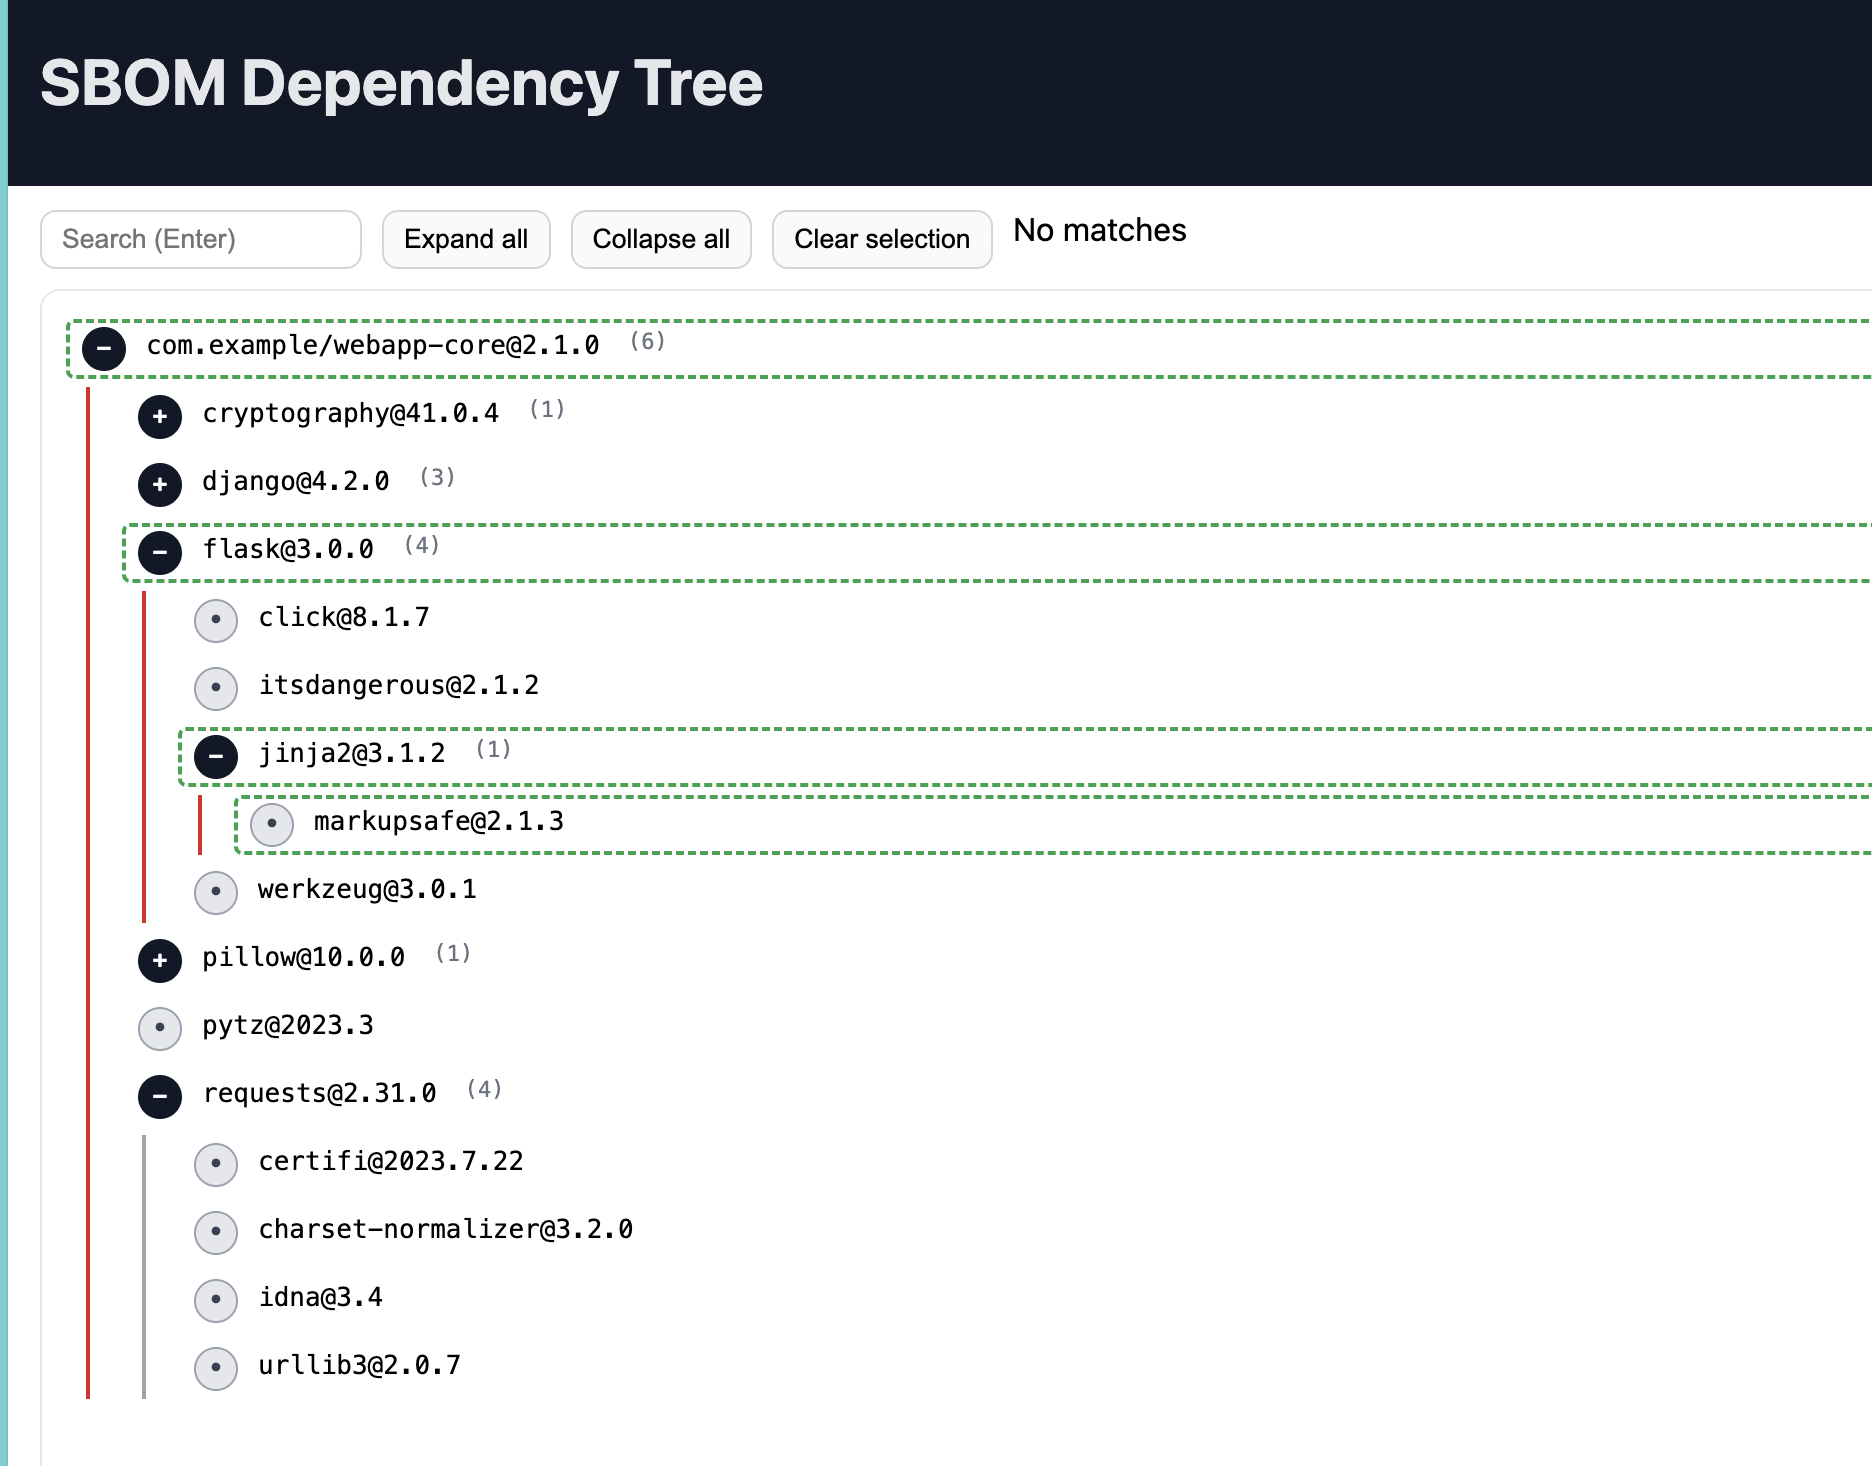 SBOM Dependency Tree
Search (Enter) Expand all Collapse all Clear selection No matches
− com.example/webapp-core@2.1.0 (6)
+ cryptography@41.0.4 (1)
+ django@4.2.0 (3)
− flask@3.0.0 (4)
• click@8.1.7
• itsdangerous@2.1.2
− jinja2@3.1.2 (1)
• markupsafe@2.1.3
• werkzeug@3.0.1
+ pillow@10.0.0 (1)
• pytz@2023.3
− requests@2.31.0 (4)
• certifi@2023.7.22
• charset-normalizer@3.2.0
• idna@3.4
• urllib3@2.0.7